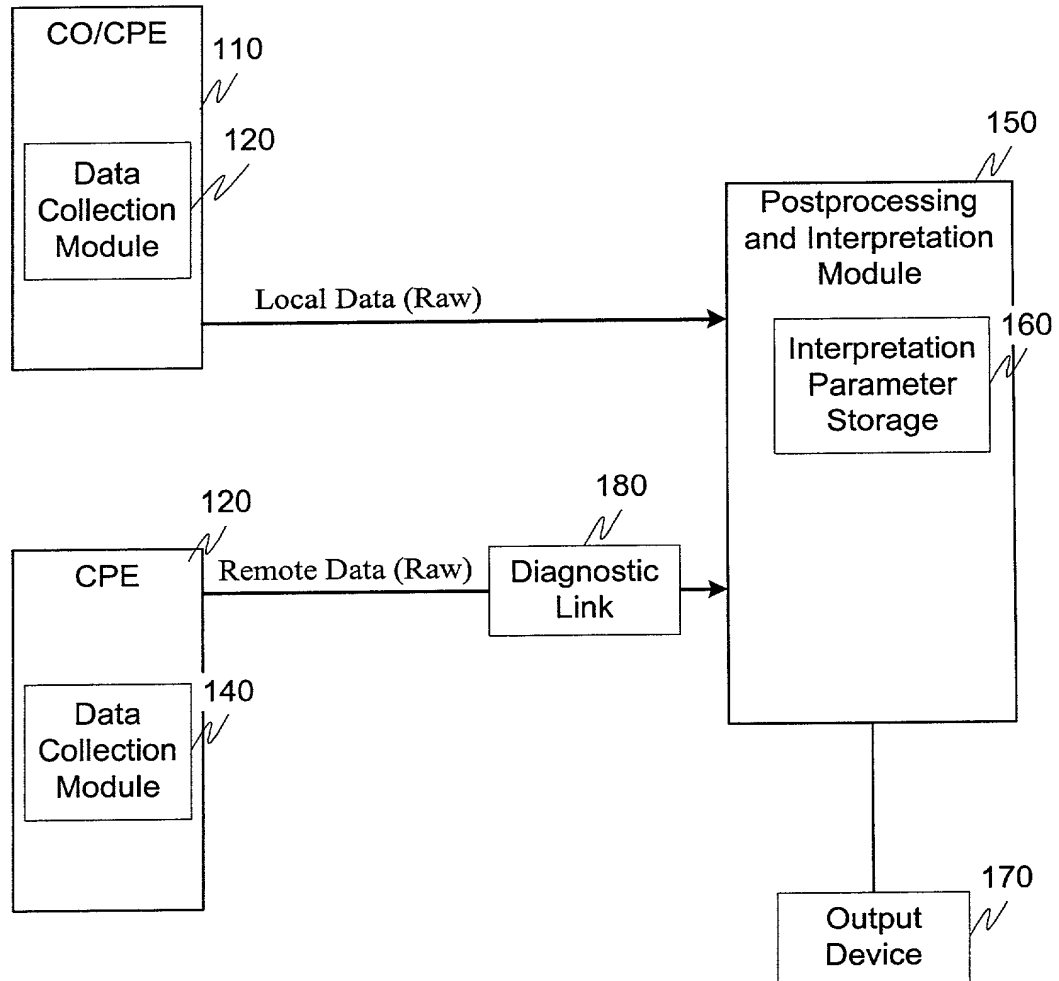 CO/CPE
110
120
Data
Collection
Module
Local Data (Raw)
150
Postprocessing
and Interpretation
Module
160
Interpretation
Parameter
Storage
120
CPE
Remote Data (Raw)
180
Diagnostic
Link
140
Data
Collection
Module
170
Output
Device